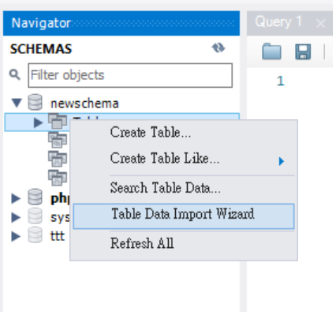 Navigator
Query 1
SCHEMAS
Filter objects
1
newschema
Create Table...
Create Table Like...
Search Table Data...
Table Data Import Wizard
Refresh All
sys
ttt